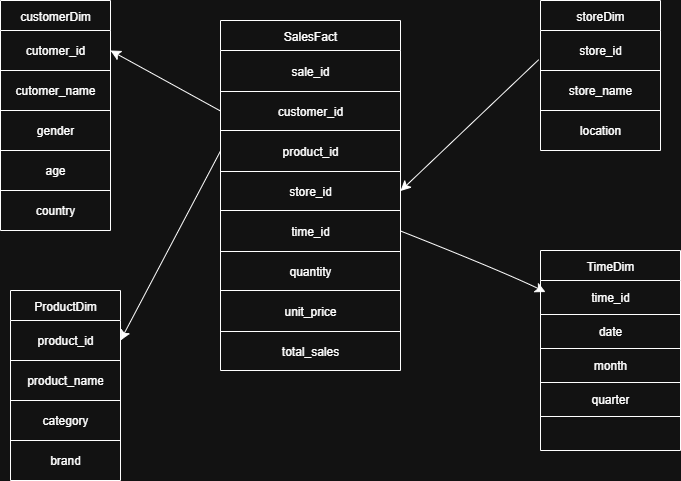 customerDim
cutomer_id
cutomer_name
gender
age
country
SalesFact
sale_id
customer_id
product_id
store_id
time_id
quantity
unit_price
total_sales
storeDim
store_id
store_name
location
ProductDim
product_id
product_name
category
brand
TimeDim
time_id
date
month
quarter